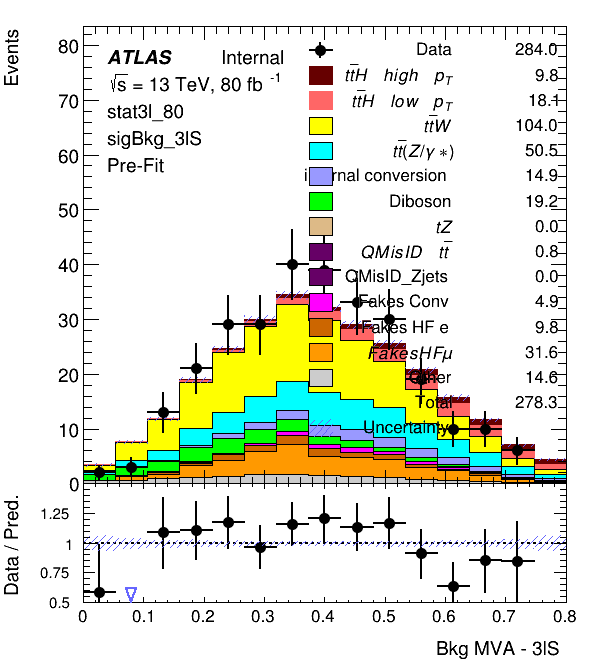 Events
80
70
60
50
40
30
20
10
0
ATLAS Internal
√s = 13 TeV, 80 fb -1
stat3l_80
sigBkg_3lS
Pre-Fit
Data 284.0
tt̄H high pT 9.8
tt̄H low pT 18.1
tt̄W 104.0
tt̄(Z/γ*) 50.5
conversion 14.9
Diboson 19.2
tZ 0.0
QMisID tt̄ 0.8
QMisID_Zjets 0.0
Fakes Conv 4.9
Fakes HF e 9.8
FakesHFμ 31.6
Other 14.6
Total 278.3
Uncertainty
Data / Pred.
1.25
1
0.75
0.5
0 0.1 0.2 0.3 0.4 0.5 0.6 0.7 0.8
Bkg MVA - 3lS